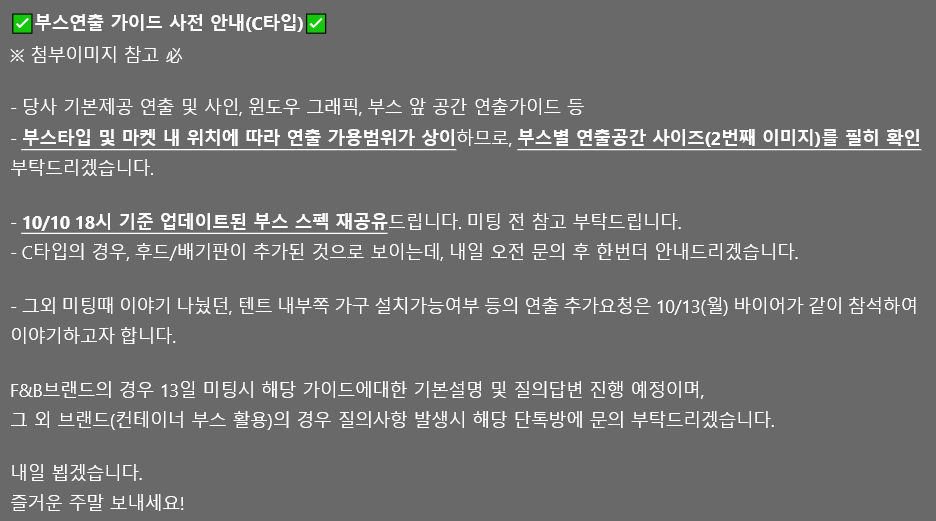 ✅부스연출 가이드 사전 안내(C타입)✅
※ 첨부이미지 참고 必
- 당사 기본제공 연출 및 사인, 윈도우 그래픽, 부스 앞 공간 연출가이드 등
- 부스타입 및 마켓 내 위치에 따라 연출 가용범위가 상이하므로, 부스별 연출공간 사이즈(2번째 이미지)를 필히 확인
부탁드리겠습니다.
- 10/10 18시 기준 업데이트된 부스 스펙 재공유드립니다. 미팅 전 참고 부탁드립니다.
- C타입의 경우, 후드/배기판이 추가된 것으로 보이는데, 내일 오전 문의 후 한번더 안내드리겠습니다.
- 그외 미팅때 이야기 나눴던, 텐트 내부쪽 가구 설치가능여부 등의 연출 추가요청은 10/13(월) 바이어가 같이 참석하여
이야기하고자 합니다.
F&B브랜드의 경우 13일 미팅시 해당 가이드에대한 기본설명 및 질의답변 진행 예정이며,
그 외 브랜드(컨테이너 부스 활용)의 경우 질의사항 발생시 해당 단톡방에 문의 부탁드리겠습니다.
내일 뵙겠습니다.
즐거운 주말 보내세요!